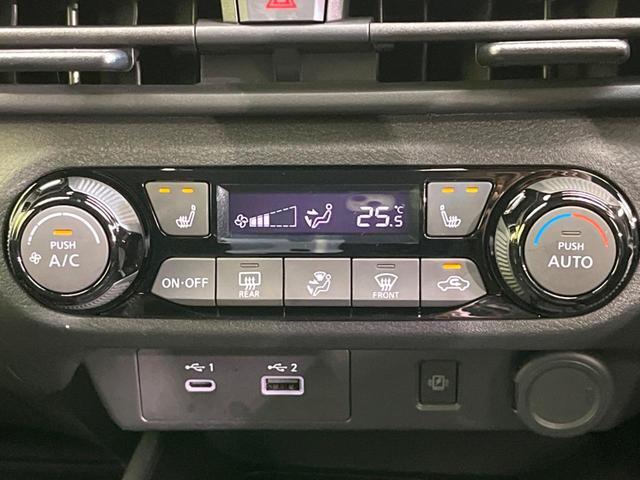 25.5°C
PUSH
A/C
PUSH
AUTO
ON·OFF
REAR
FRONT
1
2